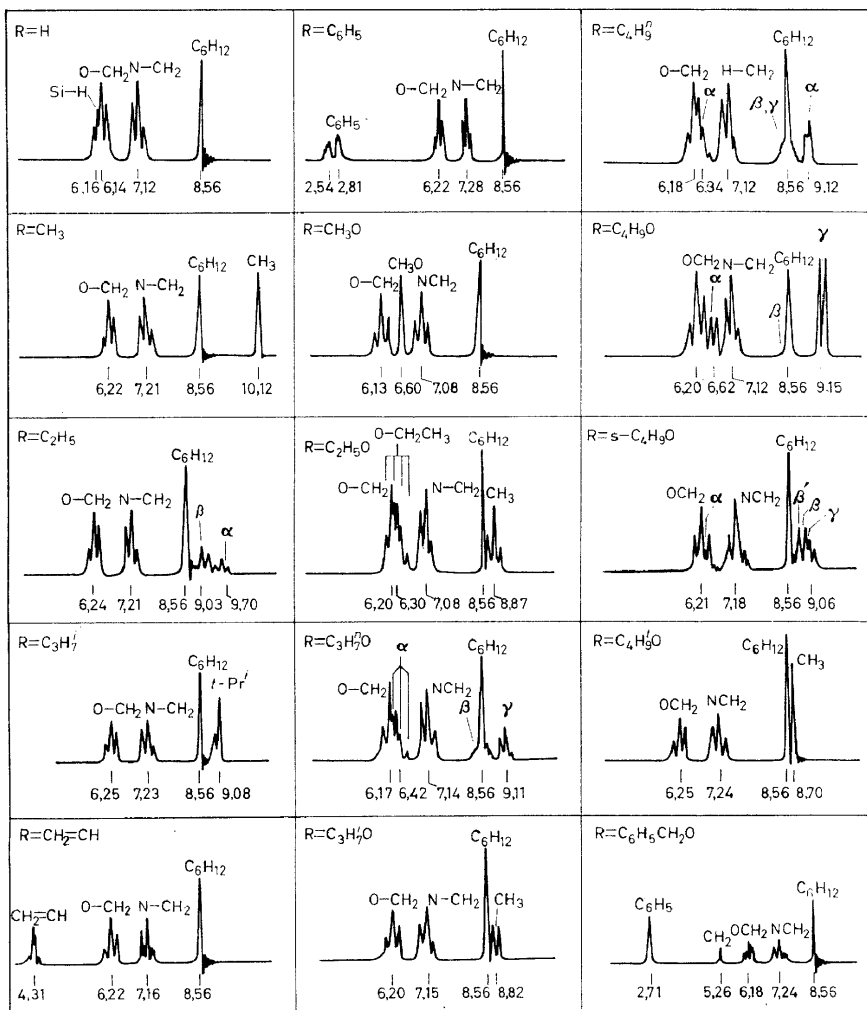 R=H
C₆H₁₂
O-CH₂ N-CH₂
Si-H
6,16 6,14 7,12 8,56
R=C₆H₅
C₆H₁₂
O-CH₂ N-CH₂
C₆H₅
2,54 2,81 6,22 7,28 8,56
R=C₄H₉ⁿ
C₆H₁₂
O-CH₂ H-CH₂
α β,γ α
6,18 6,34 7,12 8,56 9,12
R=CH₃
C₆H₁₂ CH₃
O-CH₂ N-CH₂
6,22 7,21 8,56 10,12
R=CH₃O
C₆H₁₂
CH₃O
O-CH₂ NCH₂
6,13 6,60 7,08 8,56
R=C₄H₉O
γ
C₆H₁₂
OCH₂ N-CH₂
α β
6,20 6,62 7,12 8,56 9.15
R=C₂H₅
C₆H₁₂
O-CH₂ N-CH₂
β α
6,24 7,21 8,56 9,03 9,70
O-CH₂CH₃
R=C₂H₅O
C₆H₁₂
O-CH₂ N-CH₂ CH₃
6,20 6,30 7,08 8,56 8,87
R=s-C₄H₉O
C₆H₁₂
OCH₂ α NCH₂ β′ β γ
6,21 7,18 8,56 9,06
R=C₃H₇ⁱ
C₆H₁₂
t-Prⁱ
O-CH₂ N-CH₂
6,25 7,23 8,56 9,08
R=C₃H₇ⁿO
α
C₆H₁₂
O-CH₂ NCH₂
β γ
6,17 6,42 7,14 8,56 9,11
R=C₄H₉ⁱO
C₆H₁₂
CH₃
OCH₂ NCH₂
6,25 7,24 8,56 8,70
R=CH₂=CH
C₆H₁₂
O-CH₂ N-CH₂
CH₂=CH
4,31 6,22 7,16 8,56
R=C₃H₇ⁱO
C₆H₁₂
O-CH₂ N-CH₂ CH₃
6,20 7,15 8,56 8,82
R=C₆H₅CH₂O
C₆H₁₂
C₆H₅
OCH₂ NCH₂
CH₂
2,71 5,26 6,18 7,24 8,56